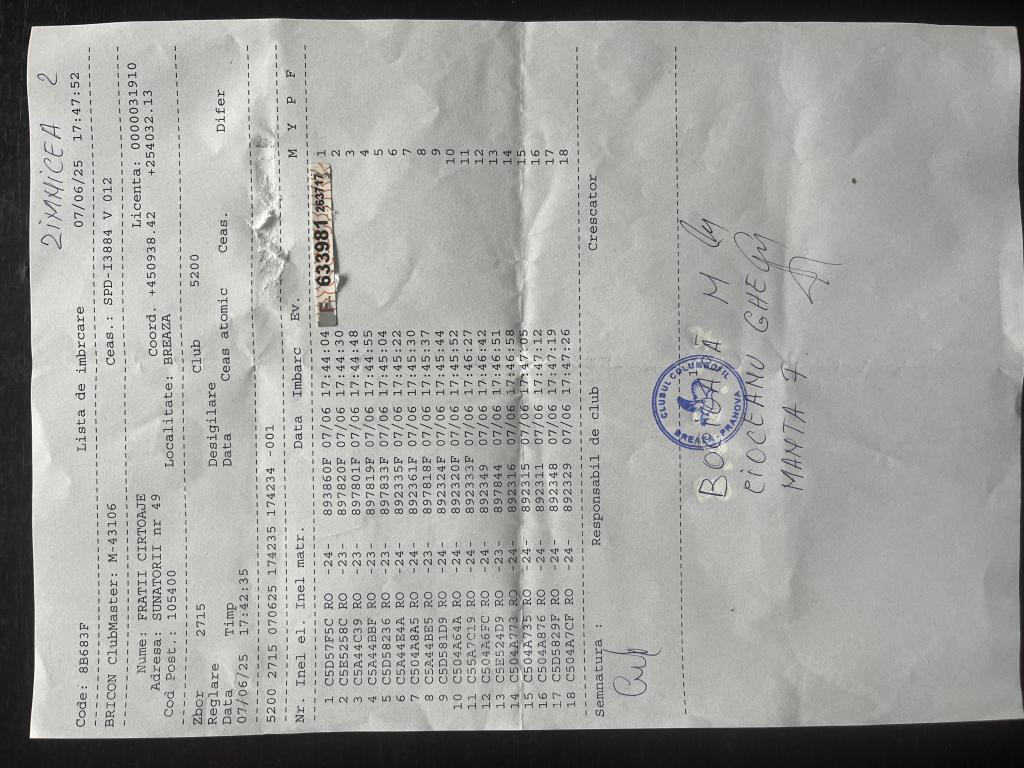 ZIMNICEA 2
Code: 8B683F Lista de imbrcare 07/06/25 17:47:52
BRICON ClubMaster: M-43106 Ceas.: SPD-I3884 V 012
Nume: FRATII CIRTOAJE Licenta: 0000031910
Adresa: SUNATORII nr 49 Coord. +450938.42 +254032.13
Cod Post.: 105400 Localitate: BREAZA
Zbor 2715 Club 5200
Reglare Desigilare
Data Timp Data Ceas atomic Ceas. Difer
07/06/25 17:42:35
5200 2715 070625 174235 174234 -001
Nr Inel el. Inel matr. Data Imbarc Ev. M Y P F
F 633981 263717
1 C5D57F5C RO -24- 893860F 07/06 17:44:04 1
2 C5E5258C RO -23- 897820F 07/06 17:44:30 2
3 C5A44C39 RO -23- 897801F 07/06 17:44:48 3
4 C5A44BBF RO -23- 897819F 07/06 17:44:55 4
5 C5D58236 RO -23- 897833F 07/06 17:45:04 5
6 C5A44E4A RO -24- 892335F 07/06 17:45:22 6
7 C504A8A5 RO -24- 892361F 07/06 17:45:30 7
8 C5A44BE5 RO -23- 897818F 07/06 17:45:37 8
9 C5D581D9 RO -24- 892324F 07/06 17:45:44 9
10 C504A64A RO -24- 892320F 07/06 17:45:52 10
11 C55A7C19 RO -24- 892333F 07/06 17:46:27 11
12 C504A6FC RO -24- 892349 07/06 17:46:42 12
13 C5E524D9 RO -23- 897844 07/06 17:46:51 13
14 C504A773 RO -24- 892316 07/06 17:46:58 14
15 C504A735 RO -24- 892315 07/06 17:47:05 15
16 C504A876 RO -24- 892311 07/06 17:47:12 16
17 C5D5829F RO -24- 892348 07/06 17:47:19 17
18 C504A7CF RO -24- 892329 07/06 17:47:26 18
Semnatura : Responsabil de club Crescator
CLUBUL COLUMBOFIL
BREAZA - PRAHOVA
M
CIOCEANU GHE
MANTA F.